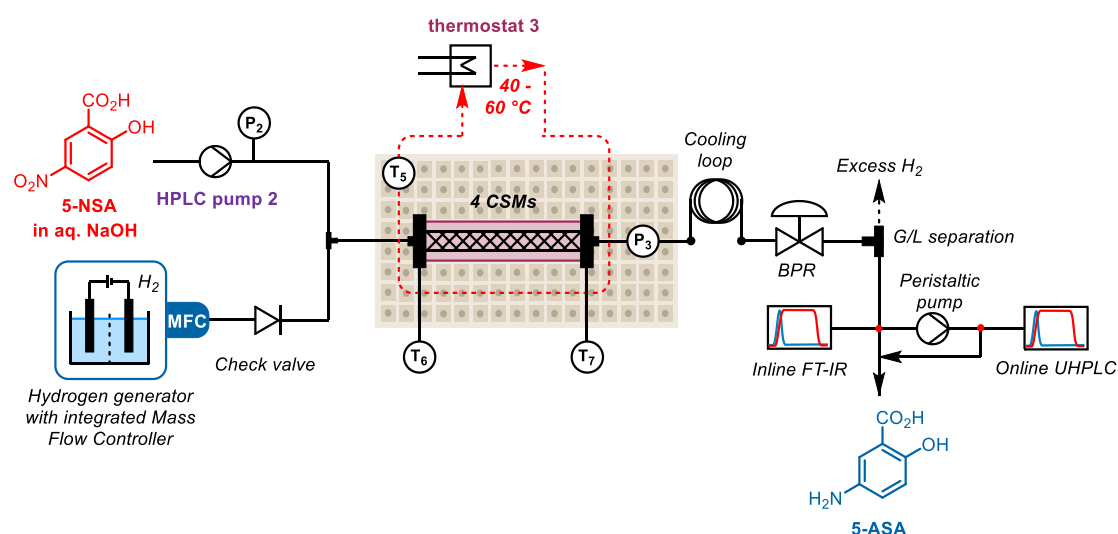 thermostat 3
40 -
60 °C
CO₂H
OH
O₂N
5-NSA
in aq. NaOH
P₂
HPLC pump 2
H₂
MFC
Check valve
Hydrogen generator
with integrated Mass
Flow Controller
T₅
4 CSMs
T₆
T₇
P₃
Cooling
loop
BPR
Excess H₂
G/L separation
Peristaltic
pump
Inline FT-IR
Online UHPLC
CO₂H
OH
H₂N
5-ASA